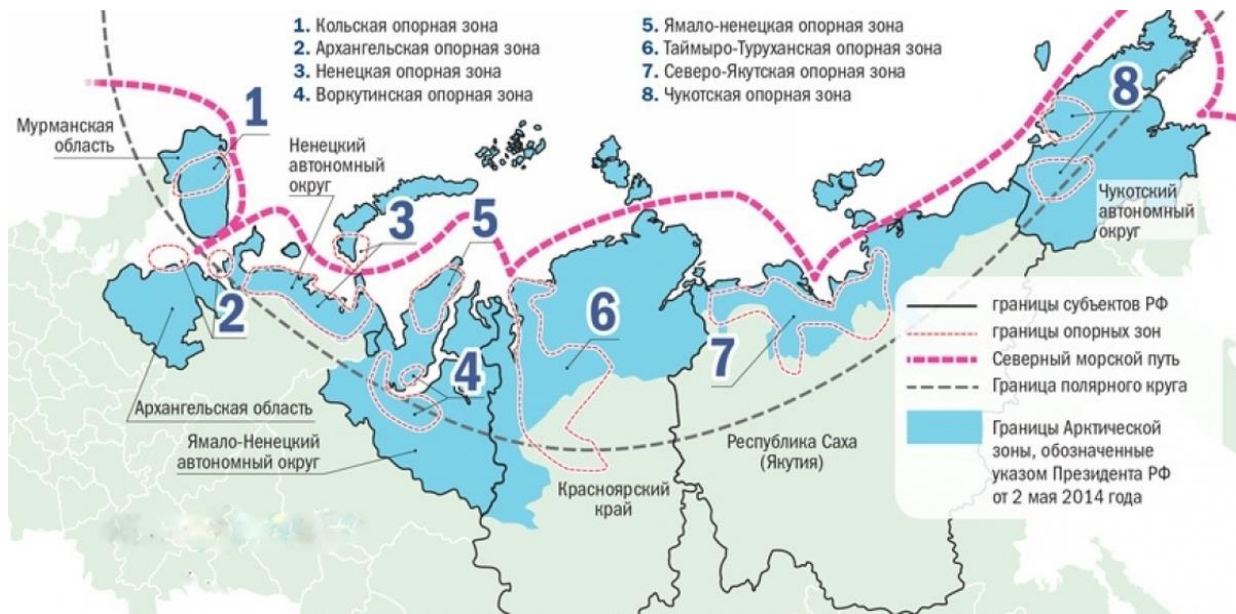 1. Кольская опорная зона
2. Архангельская опорная зона
3. Ненецкая опорная зона
4. Воркутинская опорная зона
5. Ямало-ненецкая опорная зона
6. Таймыро-Туруханская опорная зона
7. Северо-Якутская опорная зона
8. Чукотская опорная зона
1
8
Мурманская
область
Ненецкий
автономный
округ
3
5
Чукотский
автономный
округ
2
6
4
7
Архангельская область
Ямало-Ненецкий
автономный округ
Красноярский
край
Республика Саха
(Якутия)
границы субъектов РФ
границы опорных зон
Северный морской путь
Граница полярного круга
Границы Арктической
зоны, обозначенные
указом Президента РФ
от 2 мая 2014 года